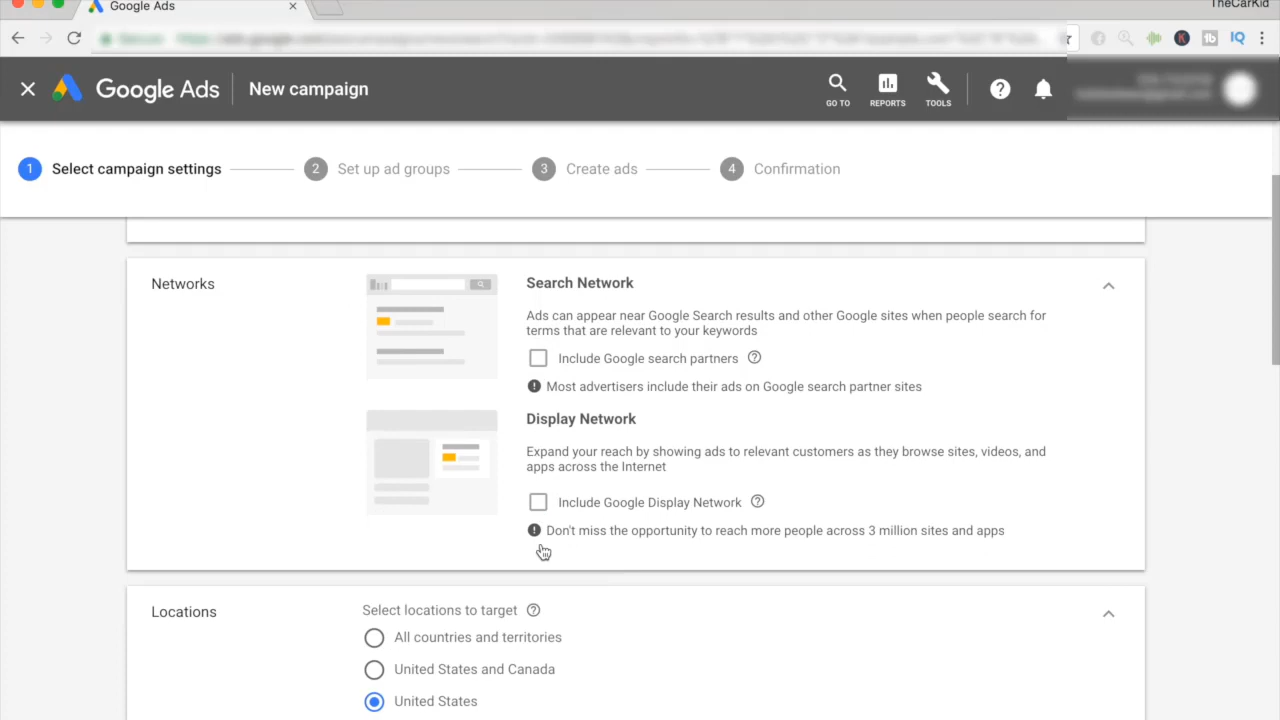 TheCarKid
Google Ads
Google Ads New campaign GO TO REPORTS TOOLS
1 Select campaign settings 2 Set up ad groups 3 Create ads 4 Confirmation
Networks
Search Network
Ads can appear near Google Search results and other Google sites when people search for
terms that are relevant to your keywords
Include Google search partners
Most advertisers include their ads on Google search partner sites
Display Network
Expand your reach by showing ads to relevant customers as they browse sites, videos, and
apps across the Internet
Include Google Display Network
Don't miss the opportunity to reach more people across 3 million sites and apps
Locations
Select locations to target
All countries and territories
United States and Canada
United States